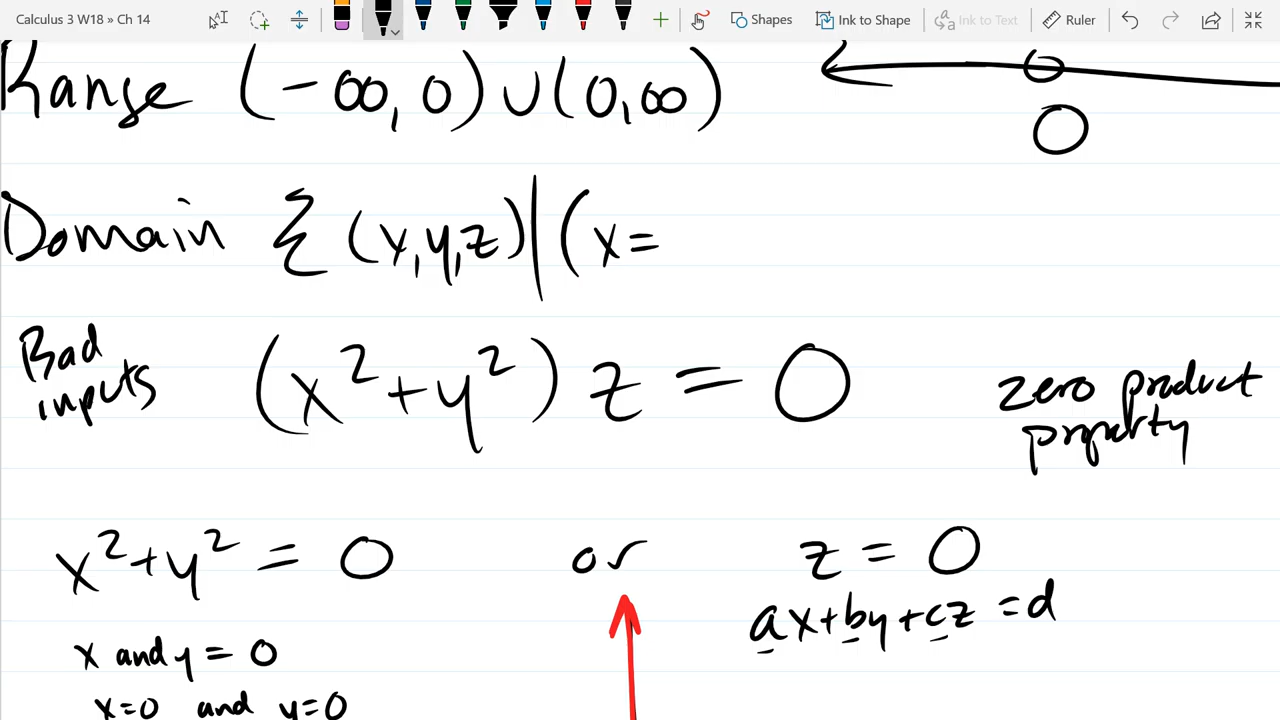 Calculus 3 W18 » Ch 14 Shapes Ink to Shape Ink to Text Ruler
Range (-∞, 0) ∪ (0, ∞)
0
Domain { (x, y, z) | (x =
Bad inputs (x² + y²) z = 0 zero product property
x² + y² = 0 or z = 0
ax + by + cz = d
x and y = 0
x=0 and y=0